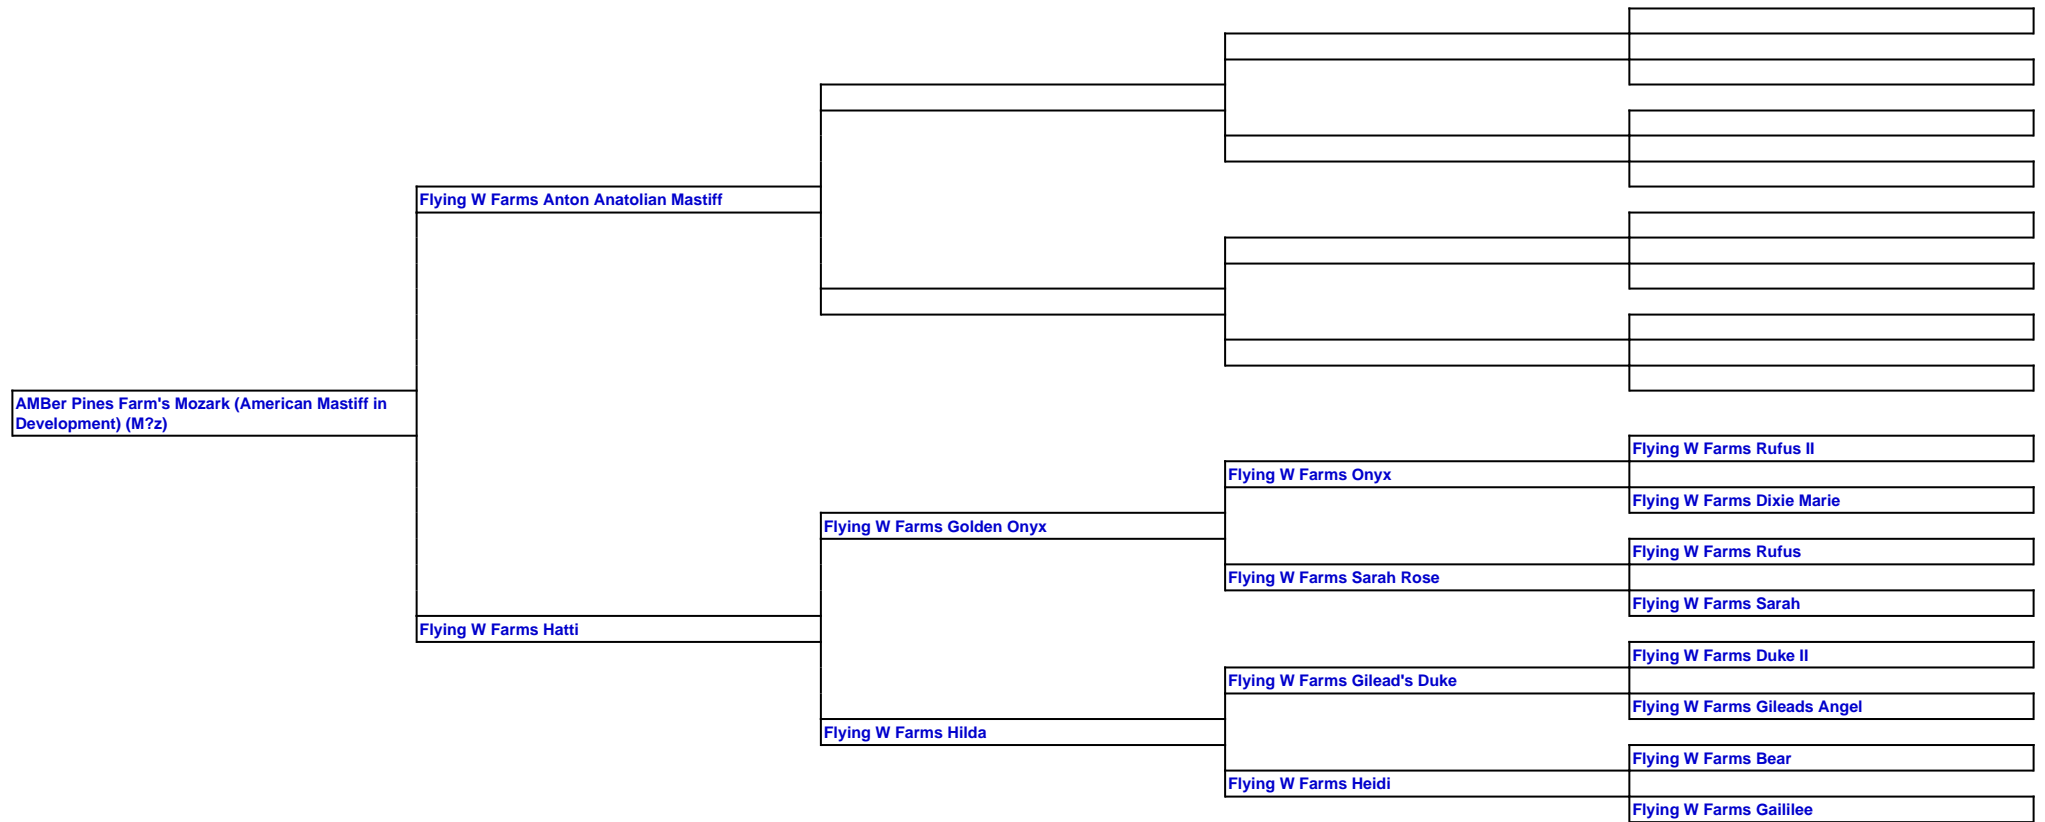 Flying W Farms Anton Anatolian Mastiff
AMBer Pines Farm's Mozark (American Mastiff in
Development) (M?z)
Flying W Farms Rufus II
Flying W Farms Onyx
Flying W Farms Dixie Marie
Flying W Farms Golden Onyx
Flying W Farms Rufus
Flying W Farms Sarah Rose
Flying W Farms Sarah
Flying W Farms Hatti
Flying W Farms Duke II
Flying W Farms Gilead's Duke
Flying W Farms Gileads Angel
Flying W Farms Hilda
Flying W Farms Bear
Flying W Farms Heidi
Flying W Farms Gaililee